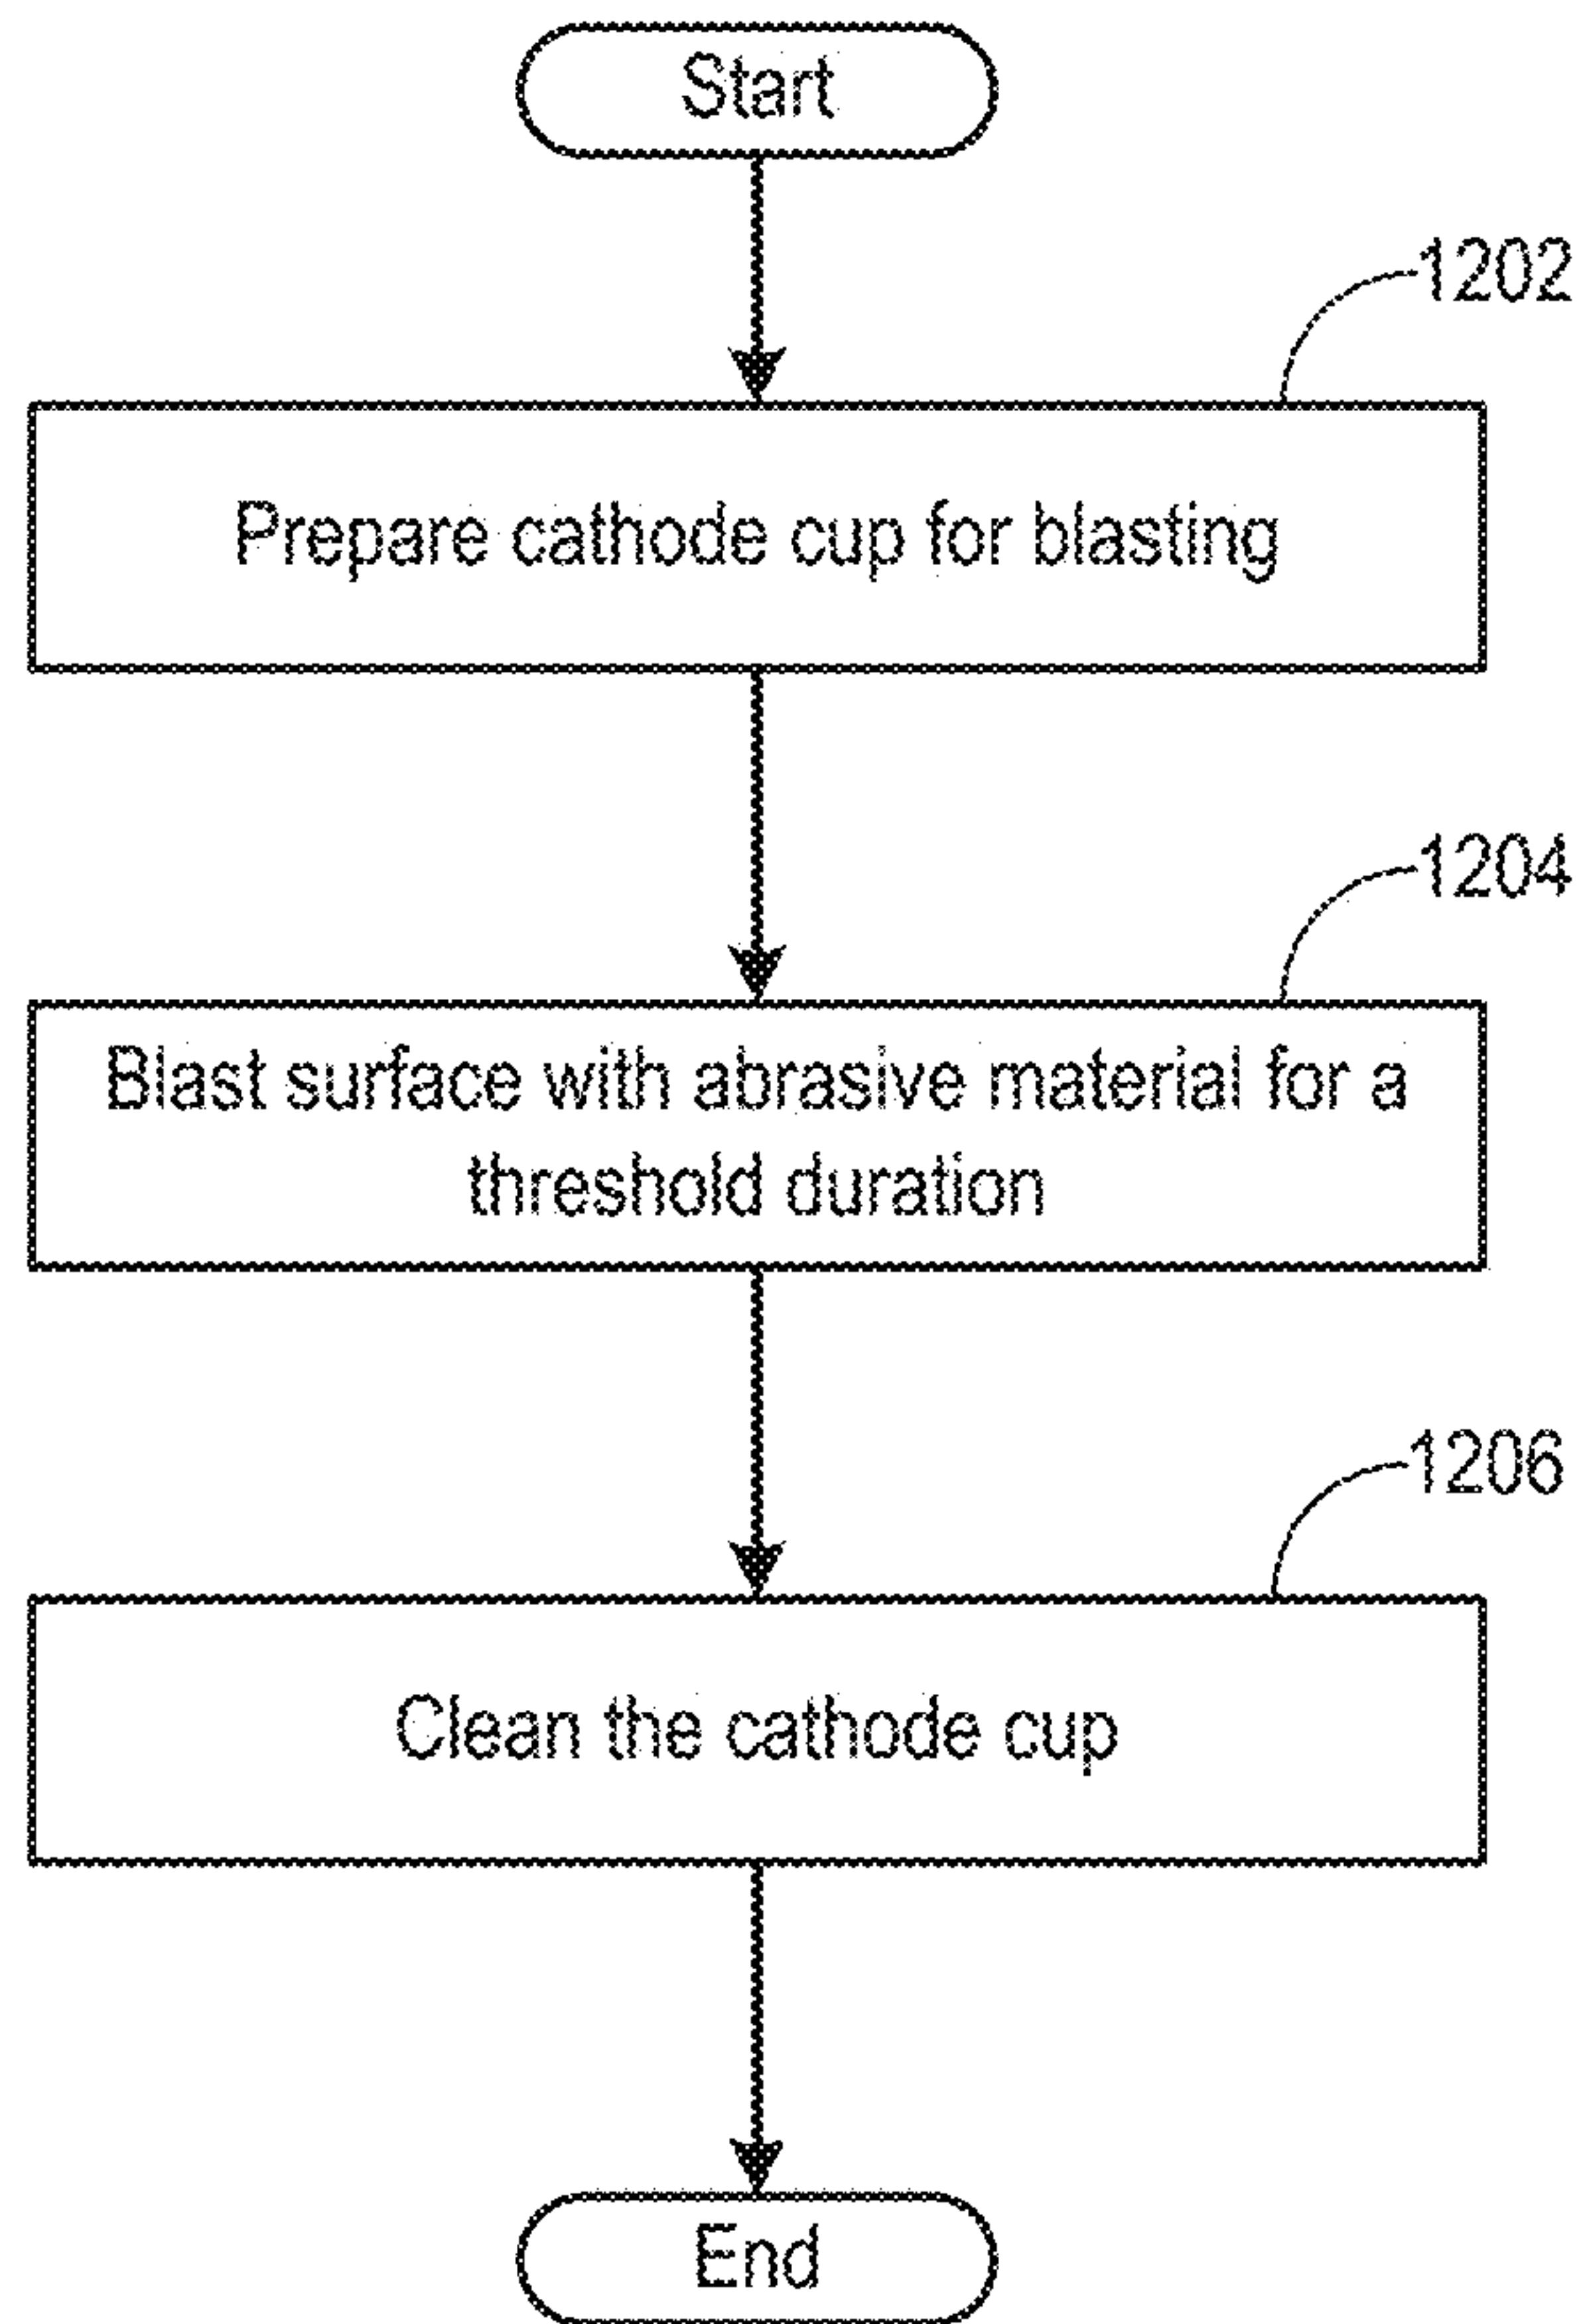 Start
1202
Prepare cathode cup for blasting
1204
Blast surface with abrasive material for a
threshold duration
1206
Clean the cathode cup
End